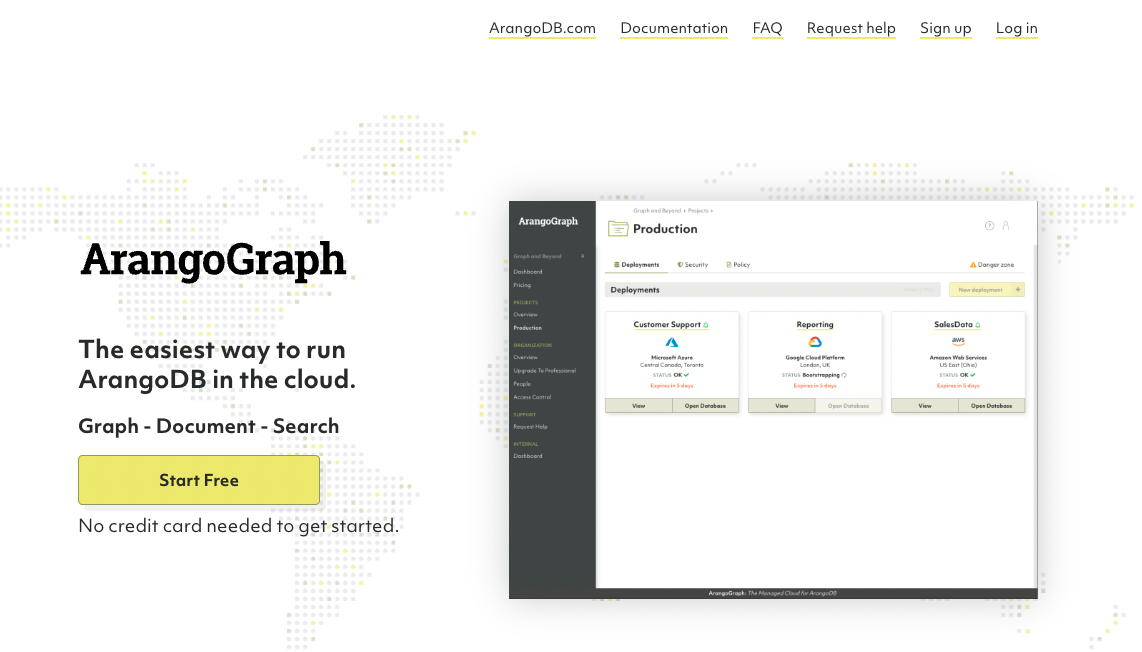 ArangoDB.com Documentation FAQ Request help Sign up Log in
ArangoGraph
The easiest way to run
ArangoDB in the cloud.
Graph - Document - Search
Start Free
No credit card needed to get started.
ArangoGraph
Graph and Beyond
Dashboard
Pricing
PROJECTS
Overview
Production
ORGANIZATION
Overview
Upgrade To Professional
People
Access Control
SUPPORT
Request Help
INTERNAL
Dashboard
Graph and Beyond › Projects ›
Production
Deployments Security Policy Danger zone
Deployments New deployment +
Customer Support
Microsoft Azure
Central Canada, Toronto
STATUS OK
Expires in 5 days
View Open Database
Reporting
Google Cloud Platform
London, UK
STATUS Bootstrapping
Expires in 5 days
View Open Database
SalesData
aws
Amazon Web Services
US East (Ohio)
STATUS OK
Expires in 5 days
View Open Database
ArangoGraph: The Managed Cloud for ArangoDB